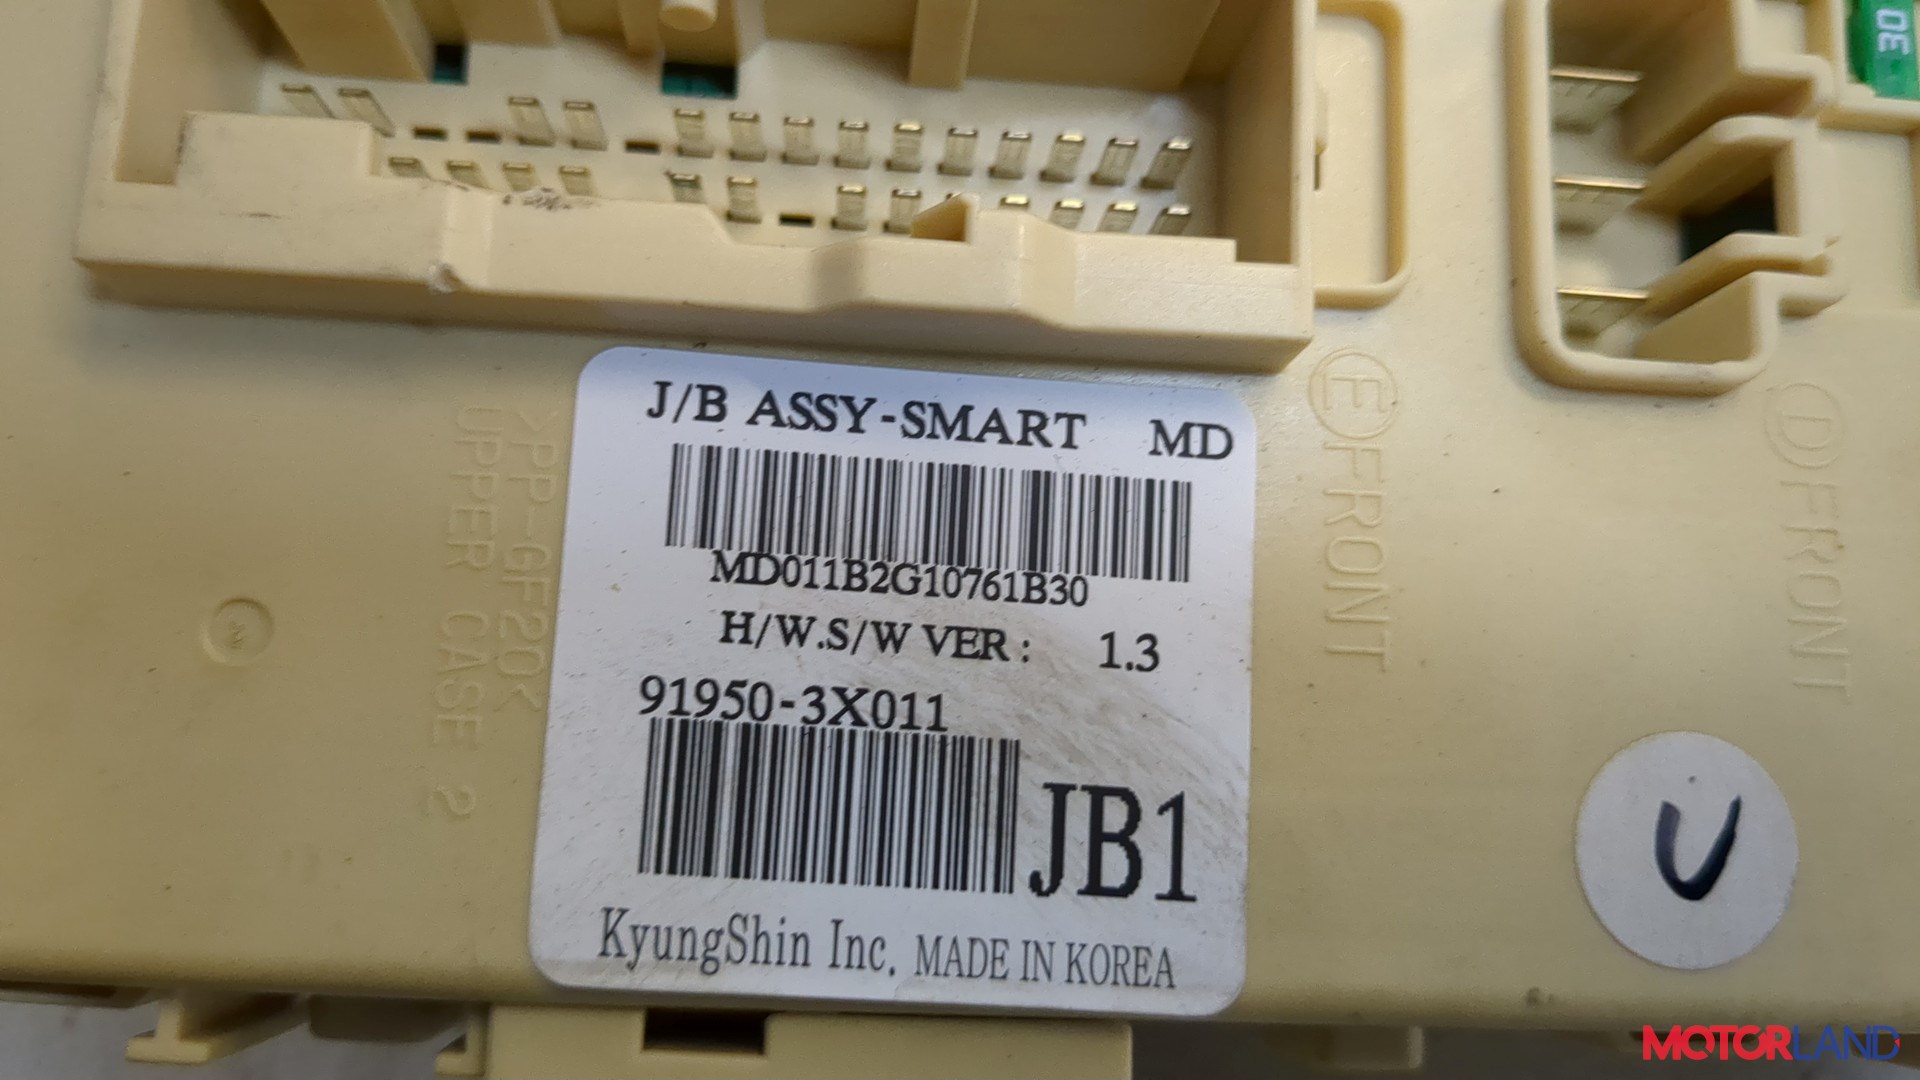 30
J/B ASSY-SMART MD
MD011B2G10761B30
H/W.S/W VER : 1.3
91950-3X011
JB1
KyungShin Inc. MADE IN KOREA
>PP-GF20<
UPPER CASE 2
E FRONT
D FRONT
U
MOTORLAND